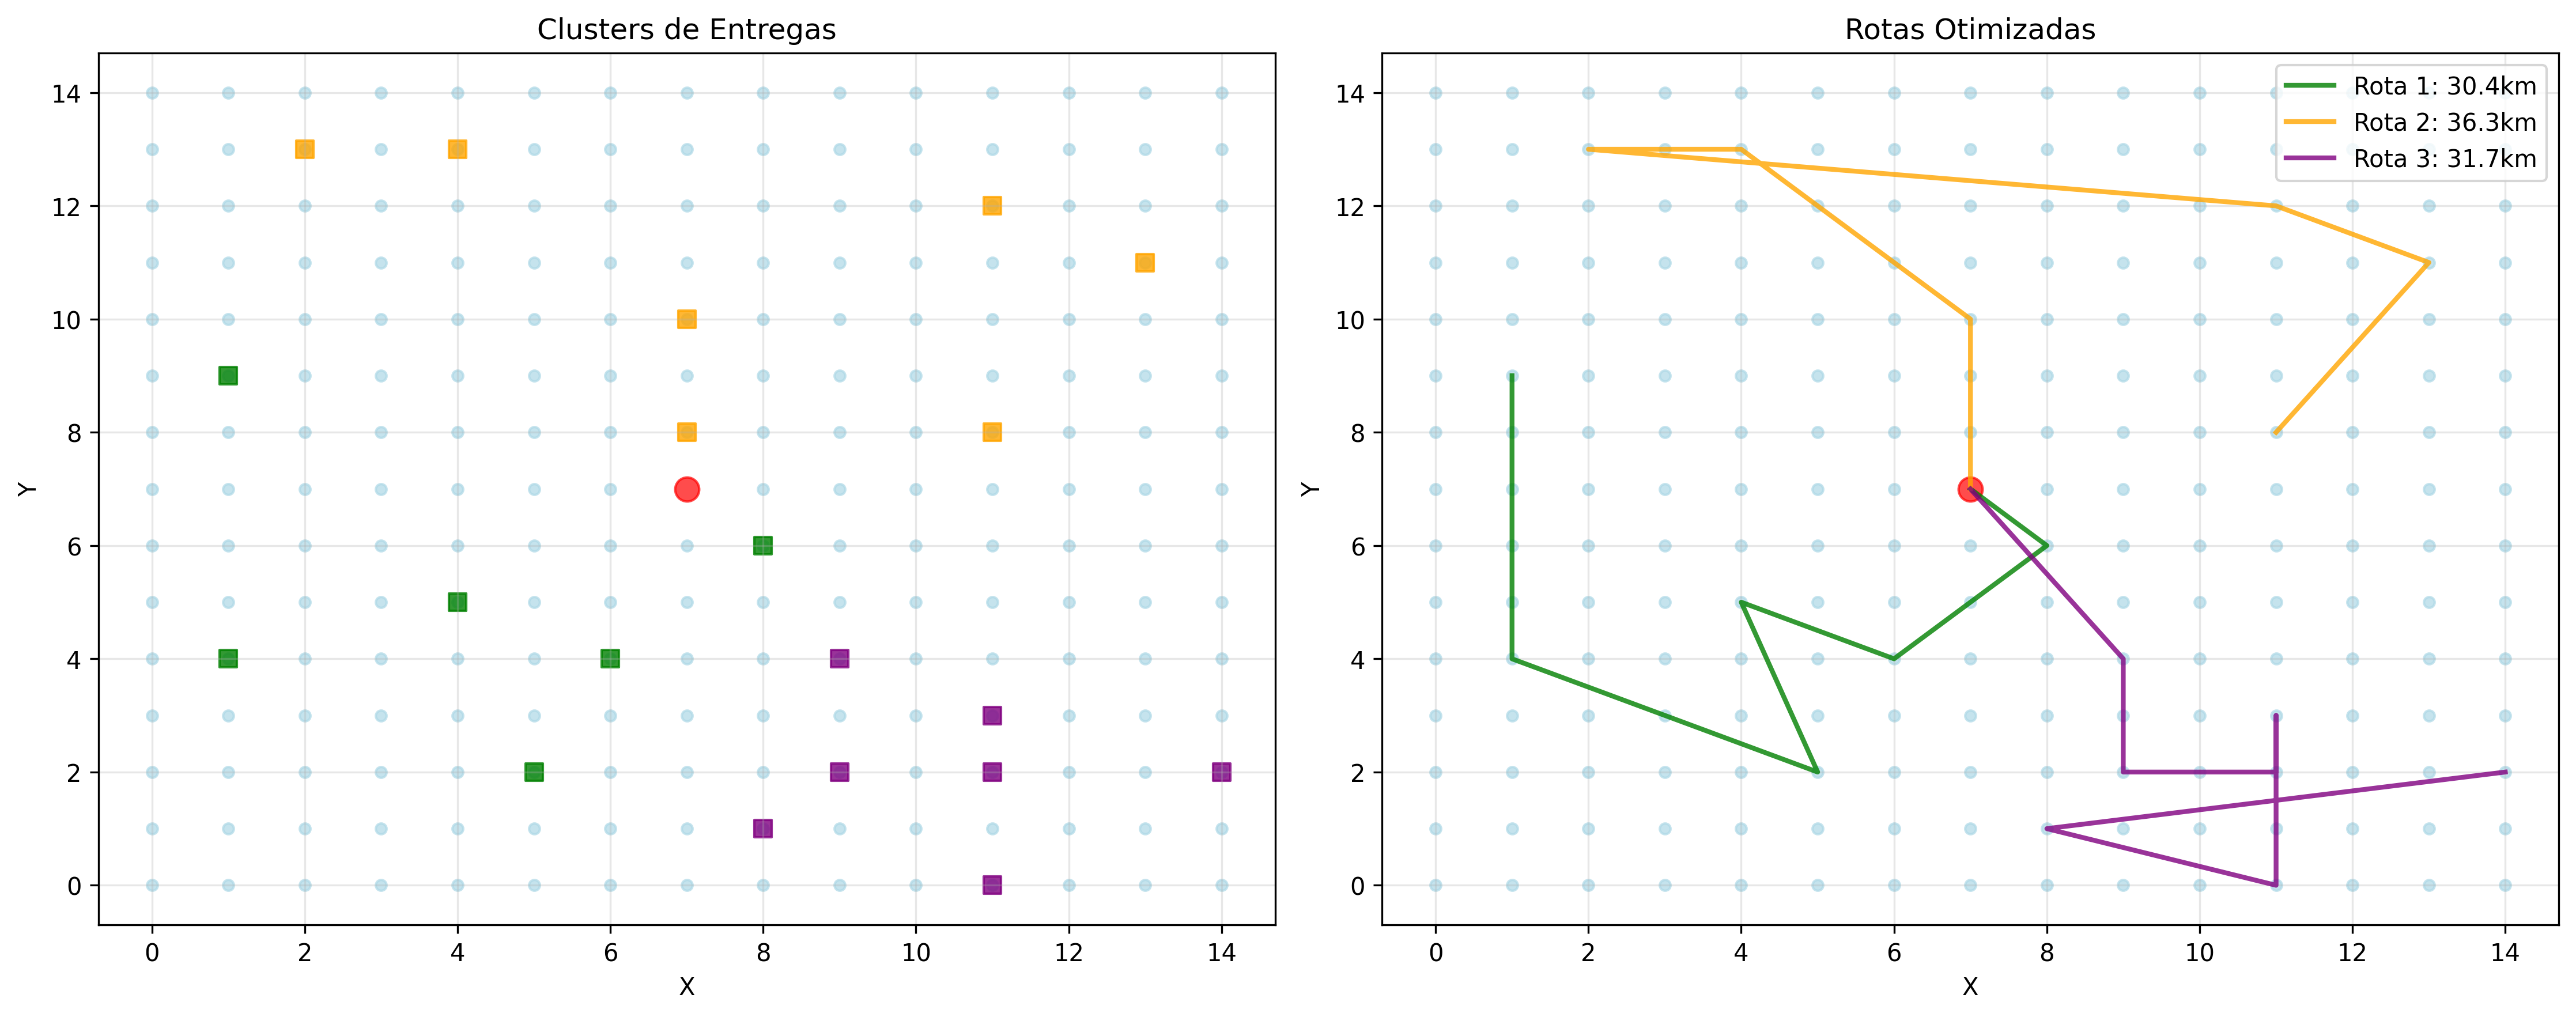 Clusters de Entregas
14
12
10
8
6
4
2
0
Y
0 2 4 6 8 10 12 14
X
Rotas Otimizadas
Rota 1: 30.4km
Rota 2: 36.3km
Rota 3: 31.7km
14
12
10
8
6
4
2
0
Y
0 2 4 6 8 10 12 14
X